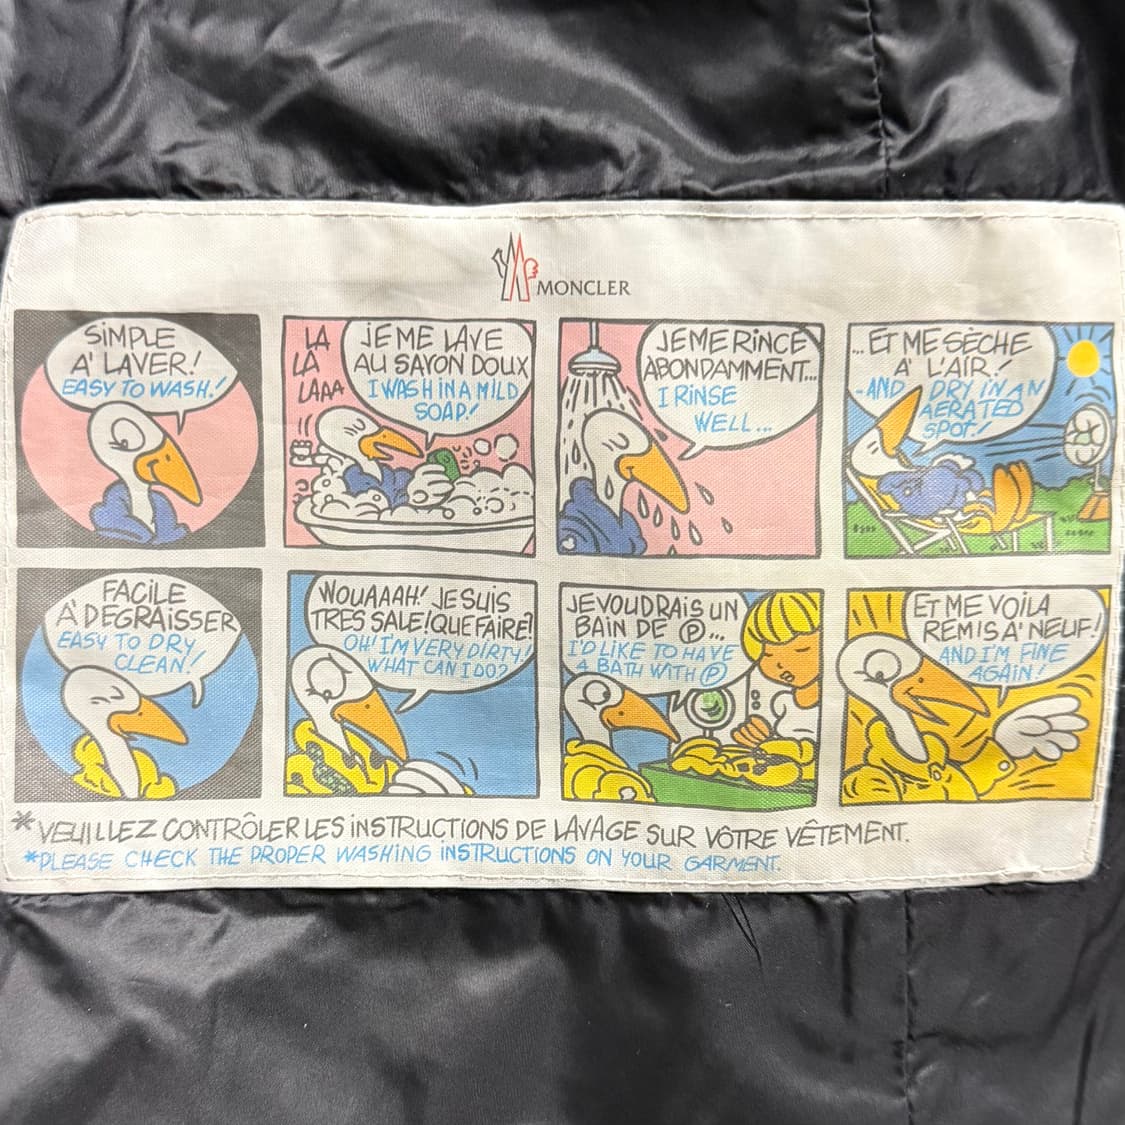 MONCLER
SiMPLE
A' LAVER!
EASY TO WASH!
LA
LÀ
LAAA
JE ME LAVE
AU SAVON DOUX
I WASH IN A MILD
SOAP!
JE ME RINCE
ABONDAMMENT...
I RINSE
WELL...
...ET ME SÈCHE
A' L'AIR!
-AND DRY IN AN
AERATED
SPOT!
FACILE
A' DEGRAISSER
EASY TO DRY
CLEAN!
WOUAAAH! JE SUIS
TRES SALE! QUE FAIRE?
OH! I'M VERY DIRTY!
WHAT CAN I DO?
JE VOUDRAIS UN
BAIN DE Ⓟ...
I'D LIKE TO HAVE
A BATH WITH Ⓟ
ET ME VOILA
REMIS A' NEUF!
AND I'M FINE
AGAIN!
*VEUILLEZ CONTRÔLER LES INSTRUCTIONS DE LAVAGE SUR VÔTRE VÊTEMENT.
*PLEASE CHECK THE PROPER WASHING INSTRUCTIONS ON YOUR GARMENT.